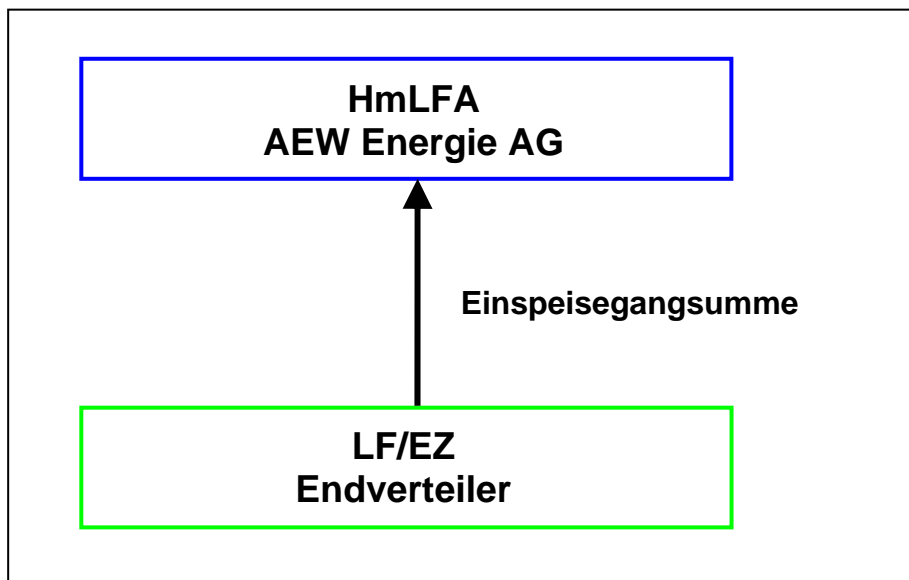 HmLFA
AEW Energie AG
Einspeisegangsumme
LF/EZ
Endverteiler